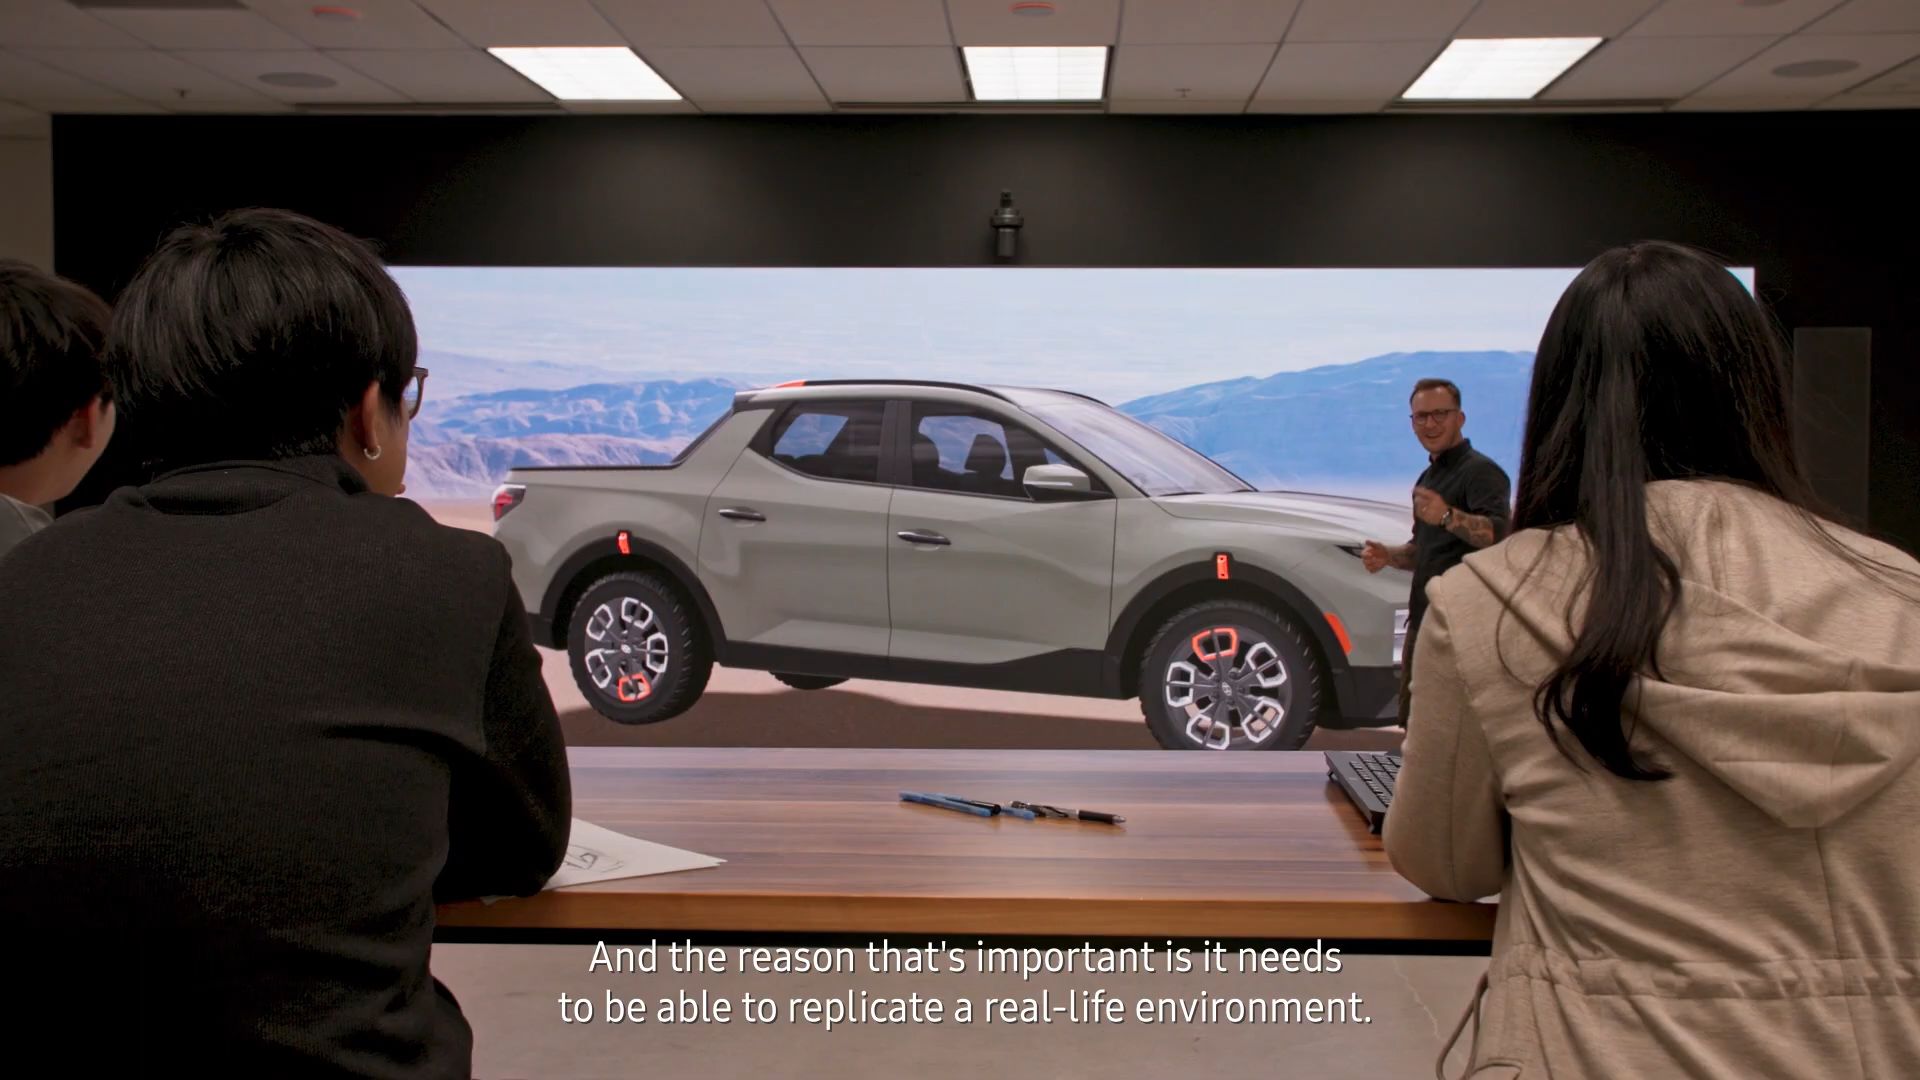 And the reason that's important is it needs
to be able to replicate a real-life environment.